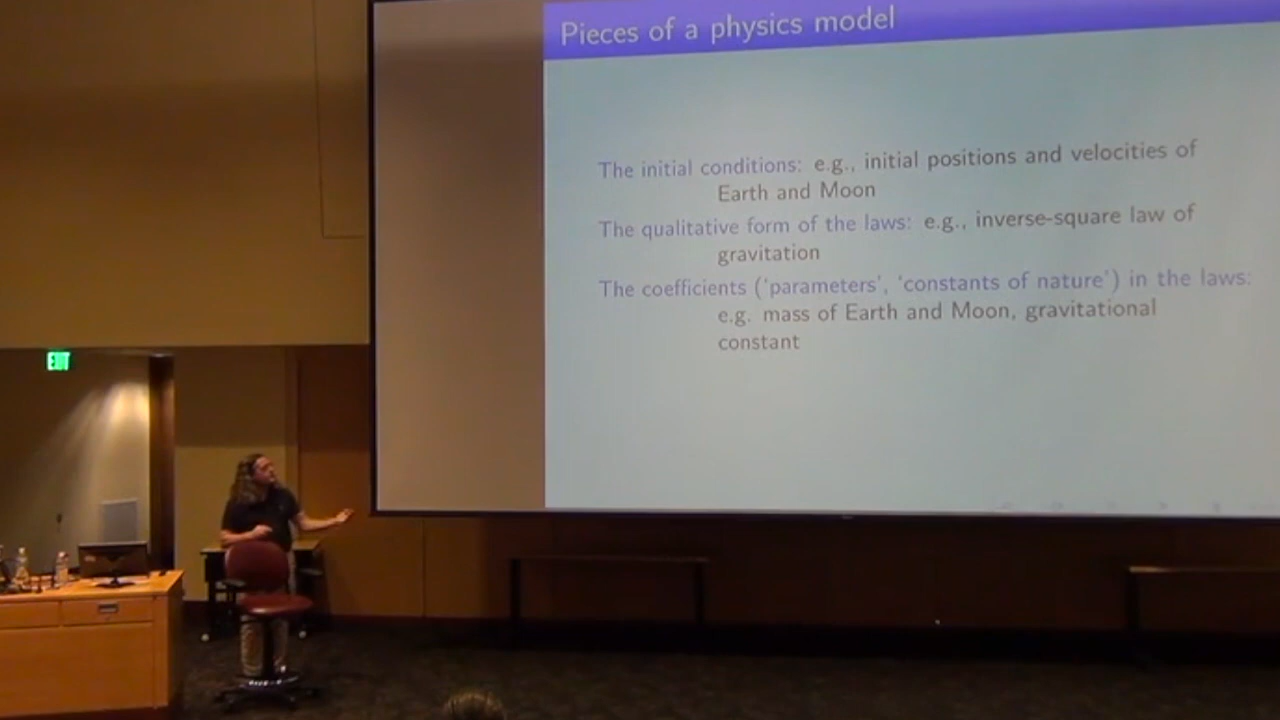 Pieces of a physics model
The initial conditions: e.g., initial positions and velocities of
Earth and Moon
The qualitative form of the laws: e.g., inverse-square law of
gravitation
The coefficients (‘parameters’, ‘constants of nature’) in the laws:
e.g. mass of Earth and Moon, gravitational
constant
EXIT